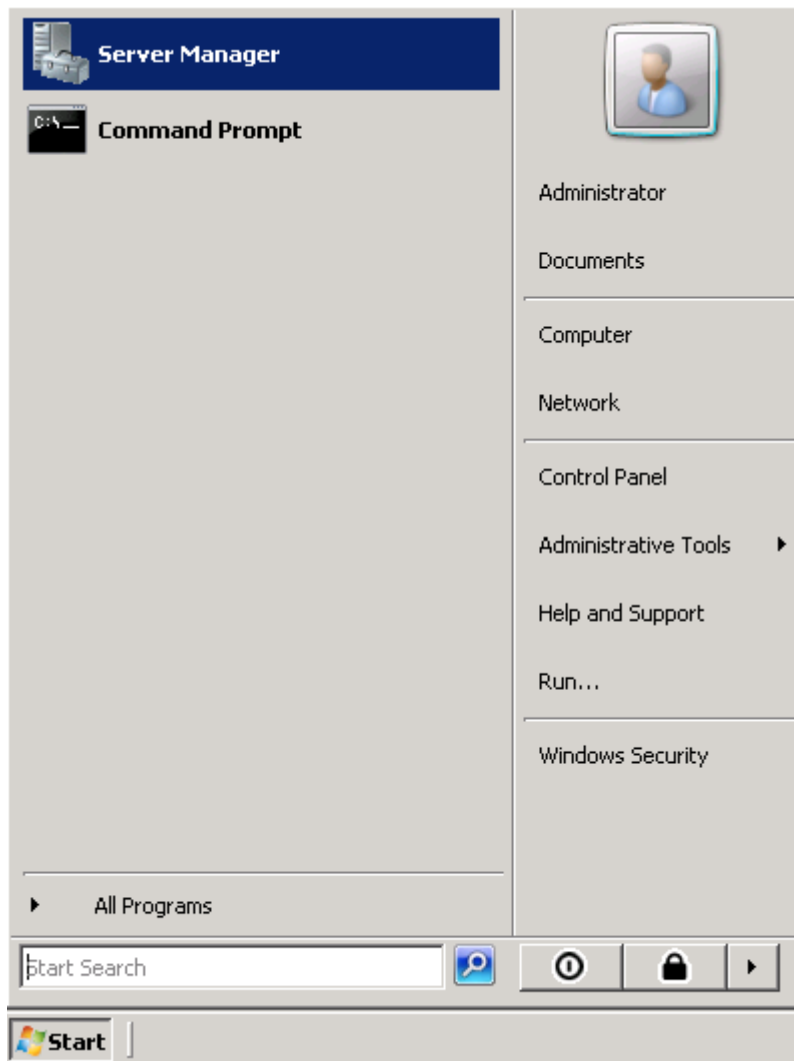 Server Manager
C:\_
Command Prompt
All Programs
Start Search
Administrator
Documents
Computer
Network
Control Panel
Administrative Tools
Help and Support
Run...
Windows Security
Start